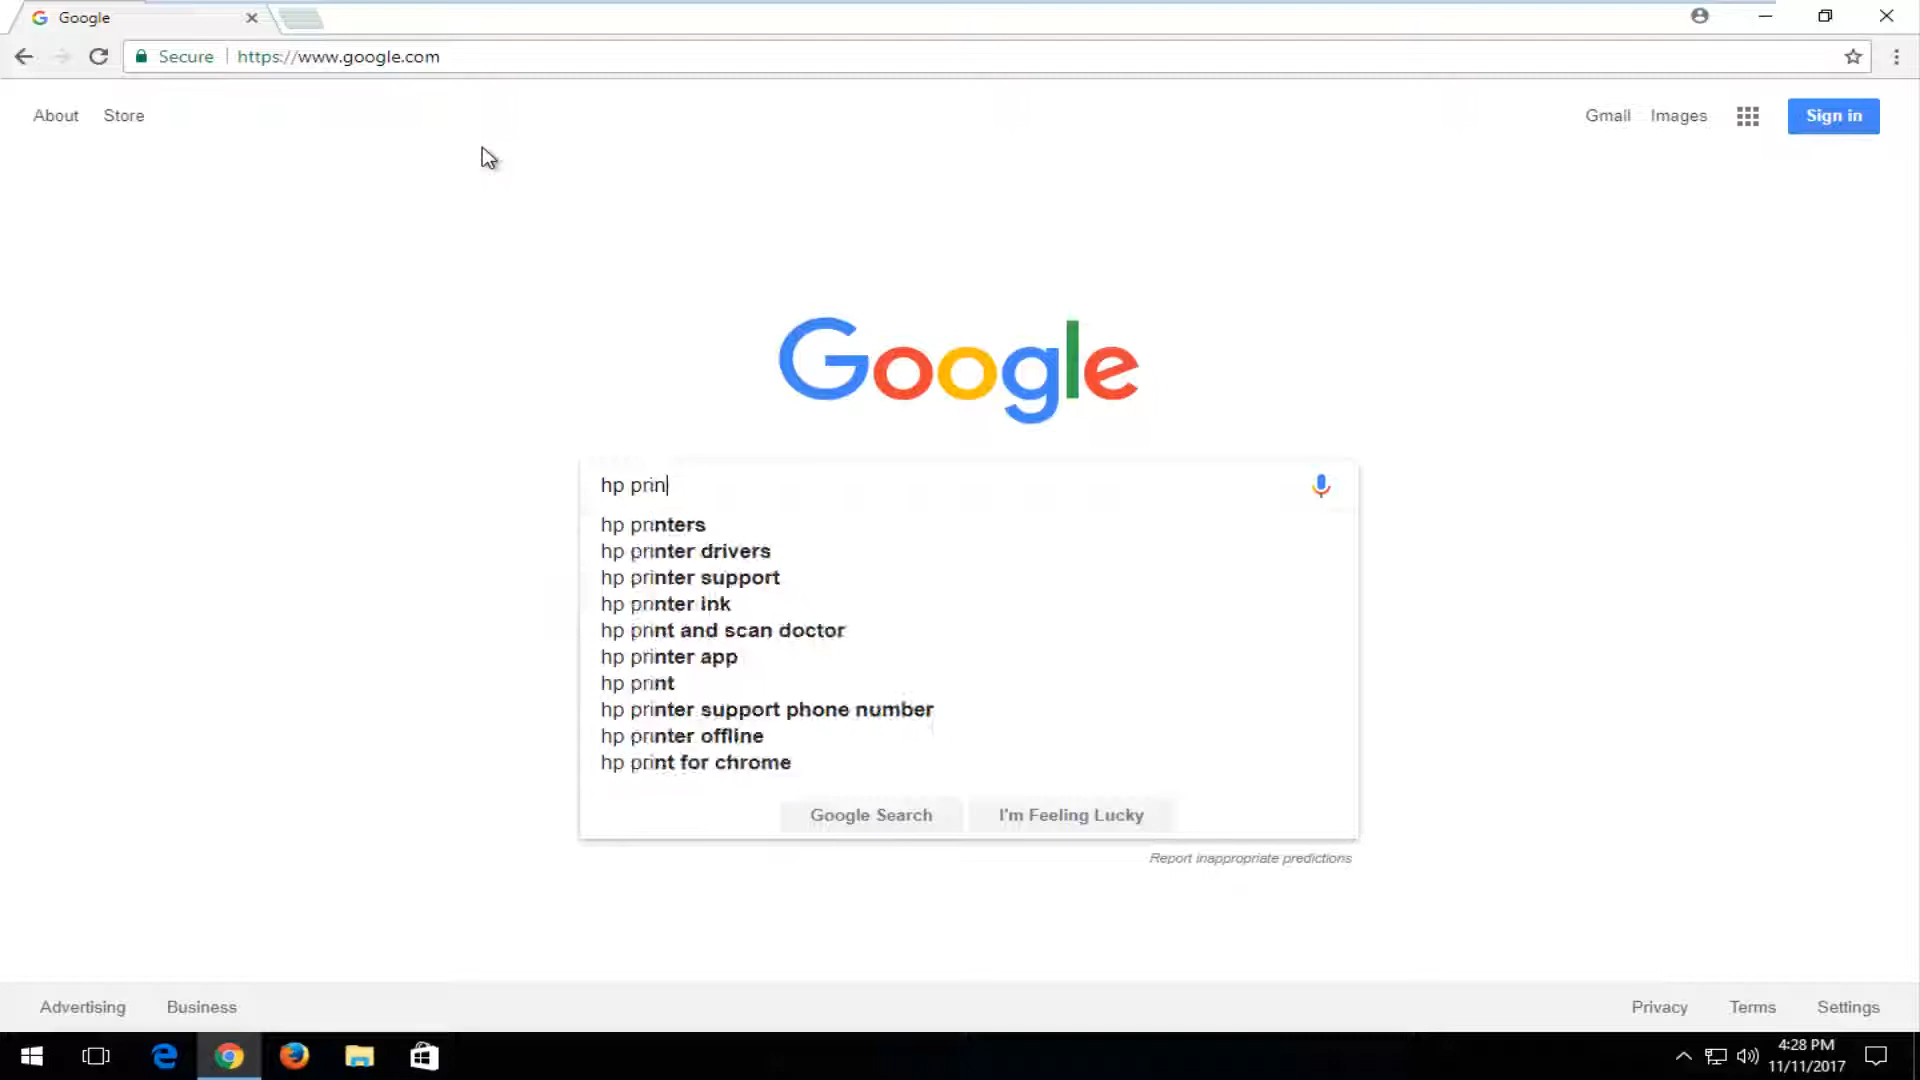 Google
Secure
https://www.google.com
About
Store
Gmail
Images
Sign in
Google
hp prin
hp printers
hp printer drivers
hp printer support
hp printer ink
hp print and scan doctor
hp printer app
hp print
hp printer support phone number
hp printer offline
hp print for chrome
Google Search
I'm Feeling Lucky
Report inappropriate predictions
Advertising
Business
Privacy
Terms
Settings
4:28 PM
11/11/2017